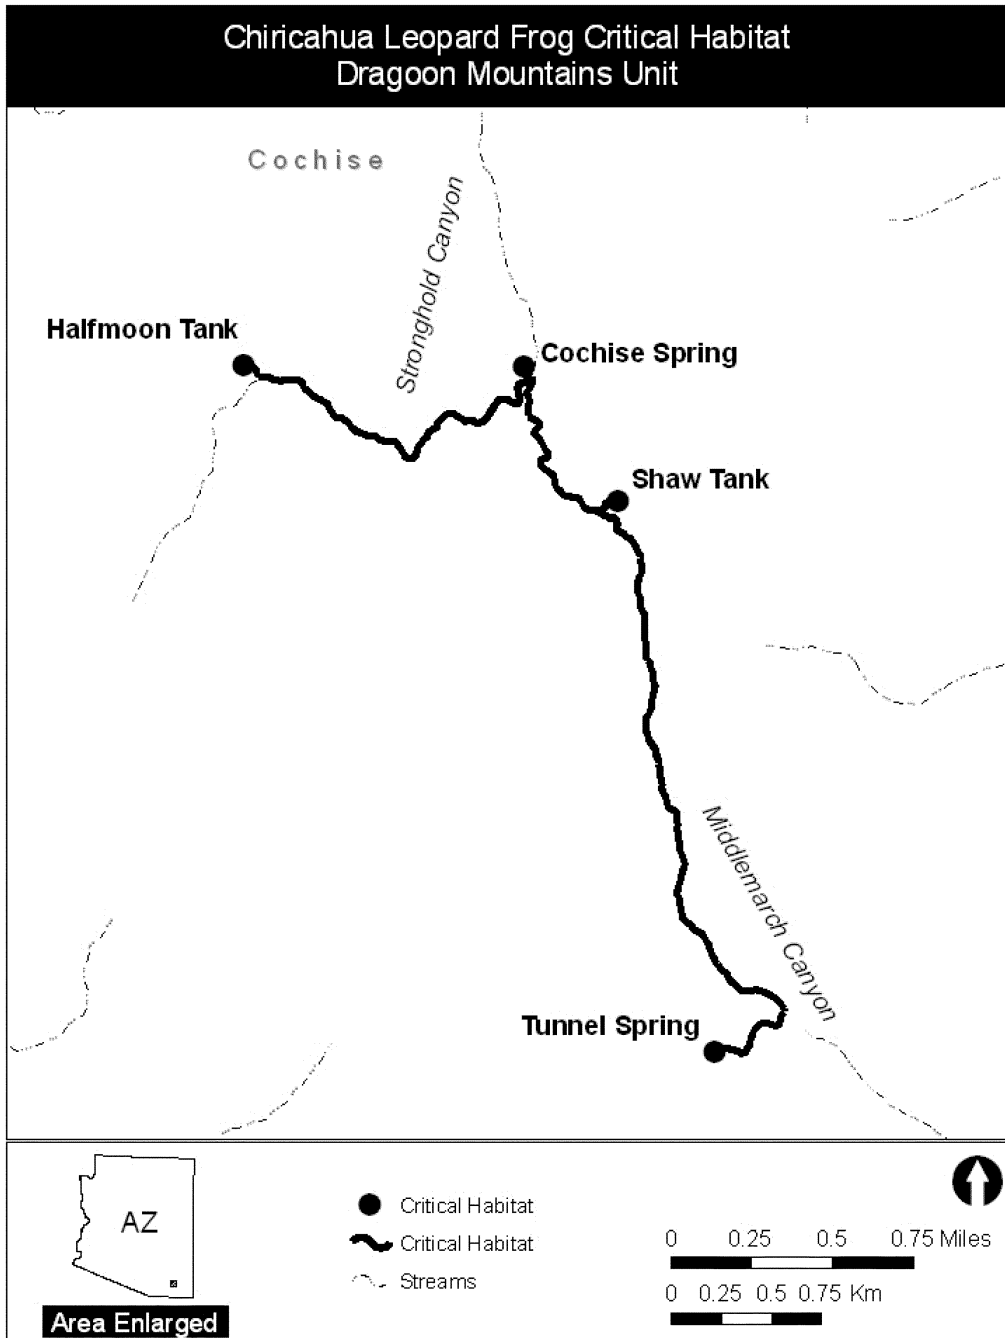 Chiricahua Leopard Frog Critical Habitat
Dragoon Mountains Unit
Cochise
Stronghold Canyon
Halfmoon Tank
Cochise Spring
Shaw Tank
Middlemarch Canyon
Tunnel Spring
AZ
Area Enlarged
Critical Habitat
Critical Habitat
Streams
0 0.25 0.5 0.75 Miles
0 0.25 0.5 0.75 Km